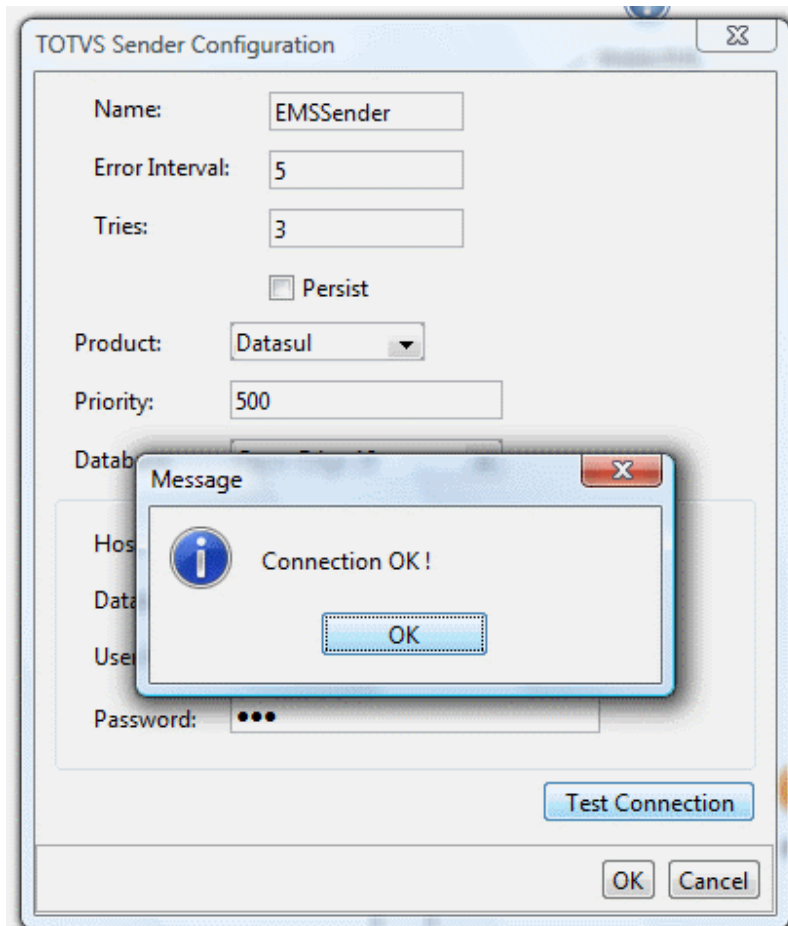 TOTVS Sender Configuration
Name: EMSSender
Error Interval: 5
Tries: 3
Persist
Product: Datasul
Priority: 500
Message
Connection OK !
OK
Password: •••
Test Connection
OK Cancel